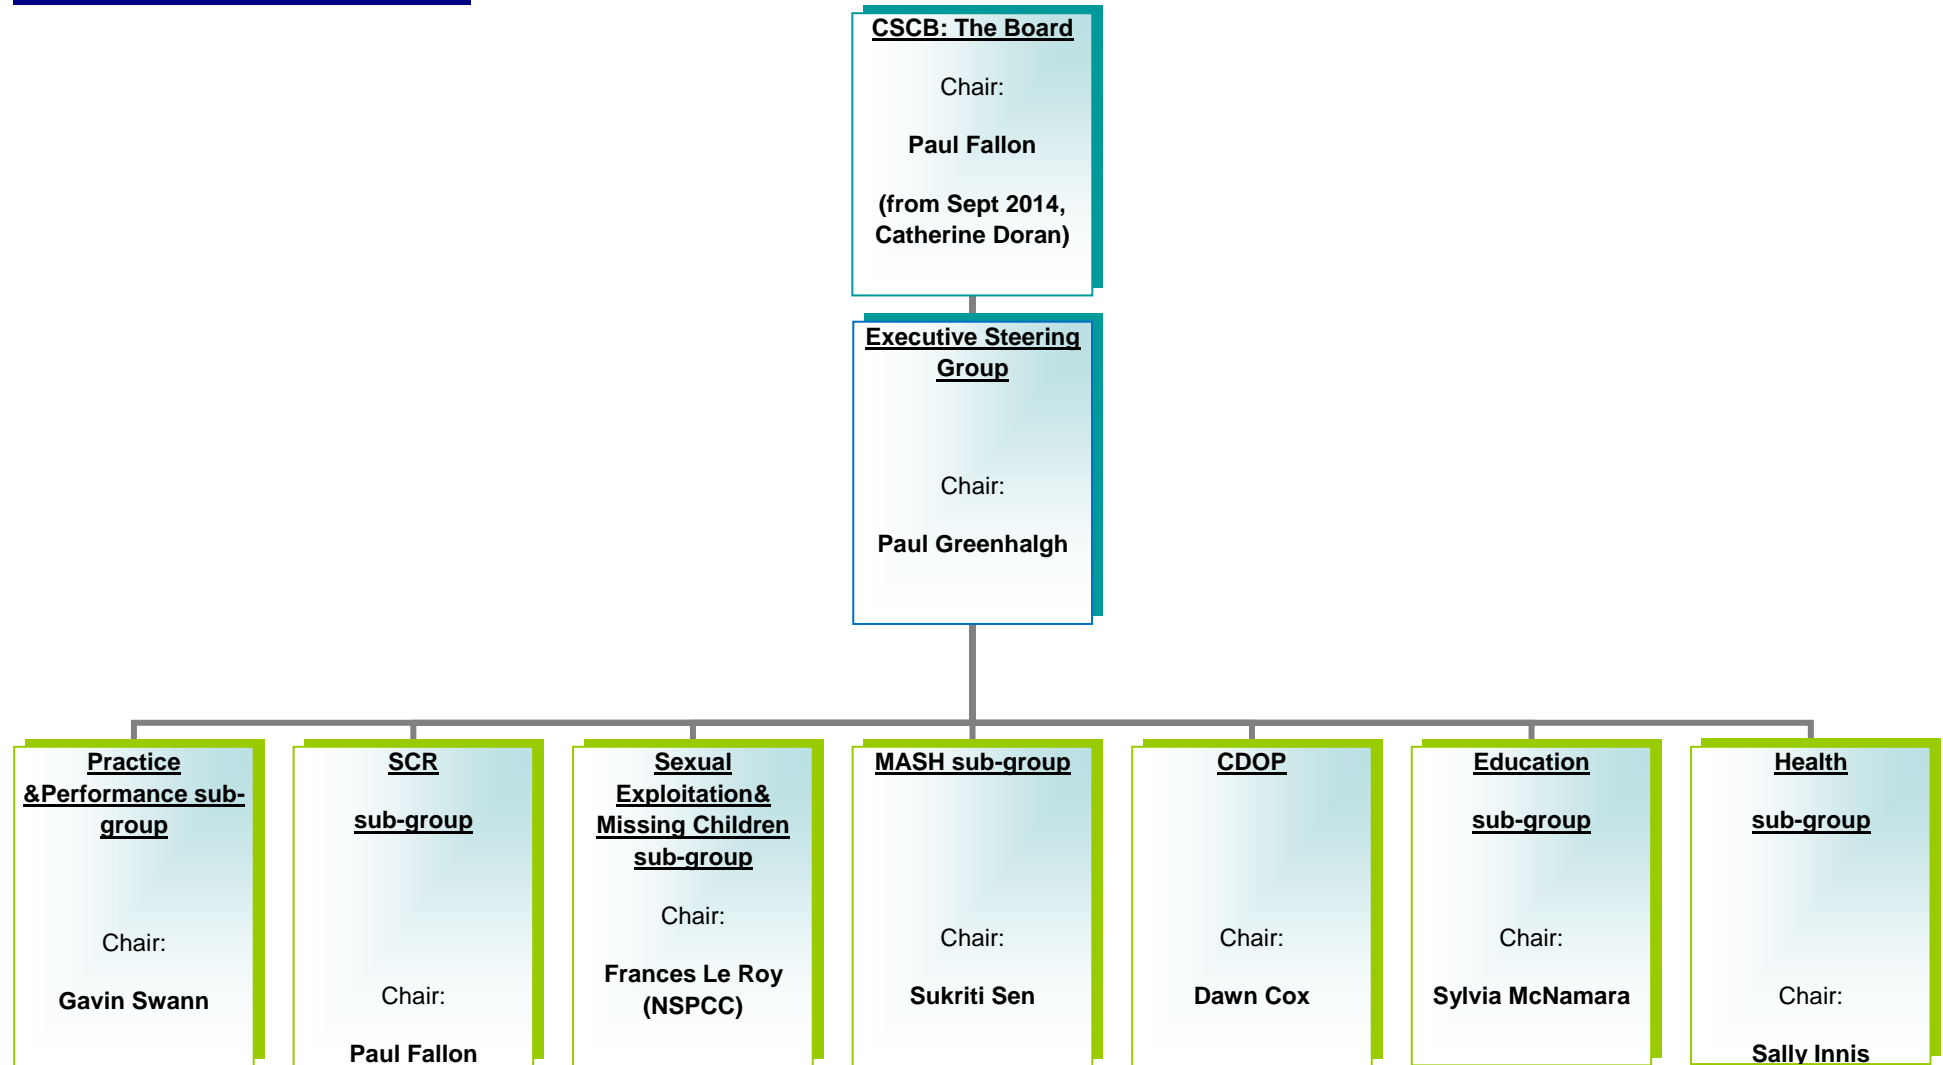 CSCB: The Board
Chair:
Paul Fallon
(from Sept 2014,
Catherine Doran)
Executive Steering
Group
Chair:
Paul Greenhalgh
Practice
&Performance sub-
group
Chair:
Gavin Swann
SCR
sub-group
Chair:
Paul Fallon
Sexual
Exploitation&
Missing Children
sub-group
Chair:
Frances Le Roy
(NSPCC)
MASH sub-group
Chair:
Sukriti Sen
CDOP
Chair:
Dawn Cox
Education
sub-group
Chair:
Sylvia McNamara
Health
sub-group
Chair:
Sally Innis